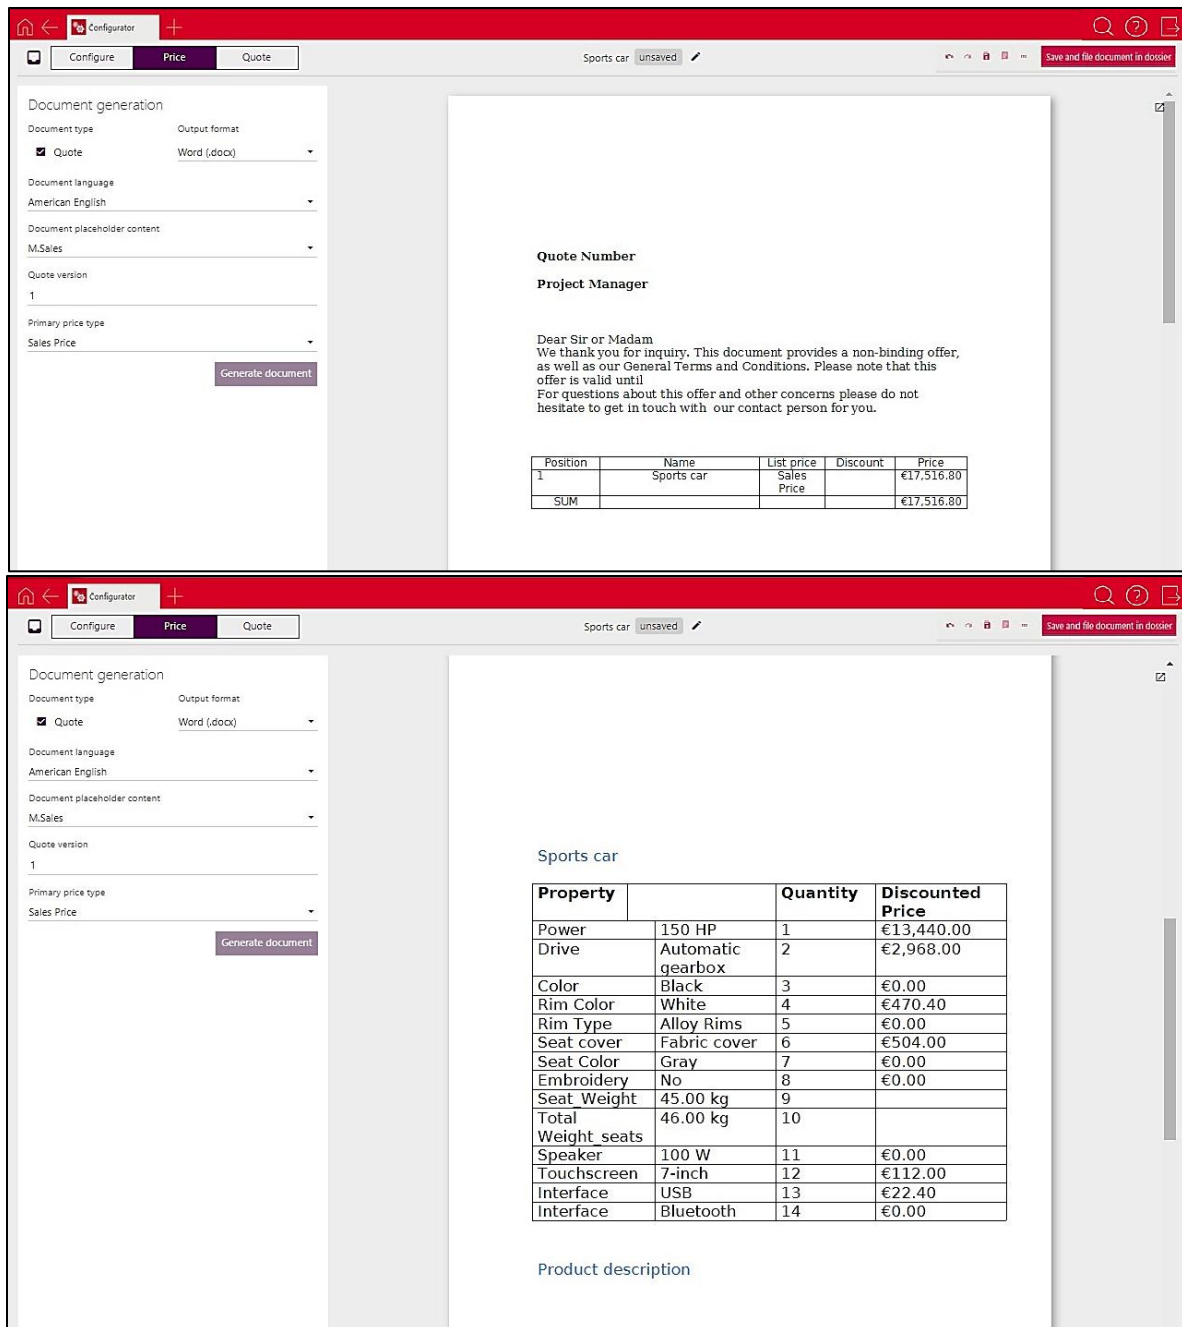 Configurator
Configure Price Quote
Sports car unsaved
Save and file document in dossier
Document generation
Document type Output format
Quote Word (.docx)
Document language
American English
Document placeholder content
M.Sales
Quote version
1
Primary price type
Sales Price
Generate document
Quote Number
Project Manager
Dear Sir or Madam
We thank you for inquiry. This document provides a non-binding offer,
as well as our General Terms and Conditions. Please note that this
offer is valid until
For questions about this offer and other concerns please do not
hesitate to get in touch with our contact person for you.
Position Name List price Discount Price
1 Sports car Sales Price €17,516.80
SUM €17,516.80
Configurator
Configure Price Quote
Sports car unsaved
Save and file document in dossier
Document generation
Document type Output format
Quote Word (.docx)
Document language
American English
Document placeholder content
M.Sales
Quote version
1
Primary price type
Sales Price
Generate document
Sports car
Property Quantity Discounted Price
Power 150 HP 1 €13,440.00
Drive Automatic gearbox 2 €2,968.00
Color Black 3 €0.00
Rim Color White 4 €470.40
Rim Type Alloy Rims 5 €0.00
Seat cover Fabric cover 6 €504.00
Seat Color Gray 7 €0.00
Embroidery No 8 €0.00
Seat_Weight 45.00 kg 9
Total Weight_seats 46.00 kg 10
Speaker 100 W 11 €0.00
Touchscreen 7-inch 12 €112.00
Interface USB 13 €22.40
Interface Bluetooth 14 €0.00
Product description